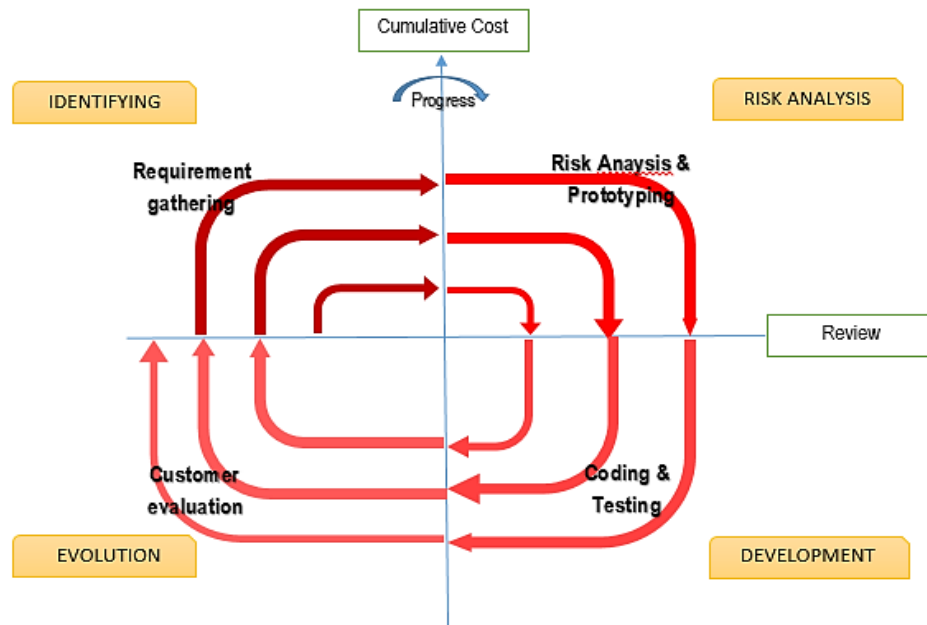 Cumulative Cost
IDENTIFYING
Progress
RISK ANALYSIS
Requirement
gathering
Risk Anaysis &
Prototyping
Review
Customer
evaluation
Coding &
Testing
EVOLUTION
DEVELOPMENT